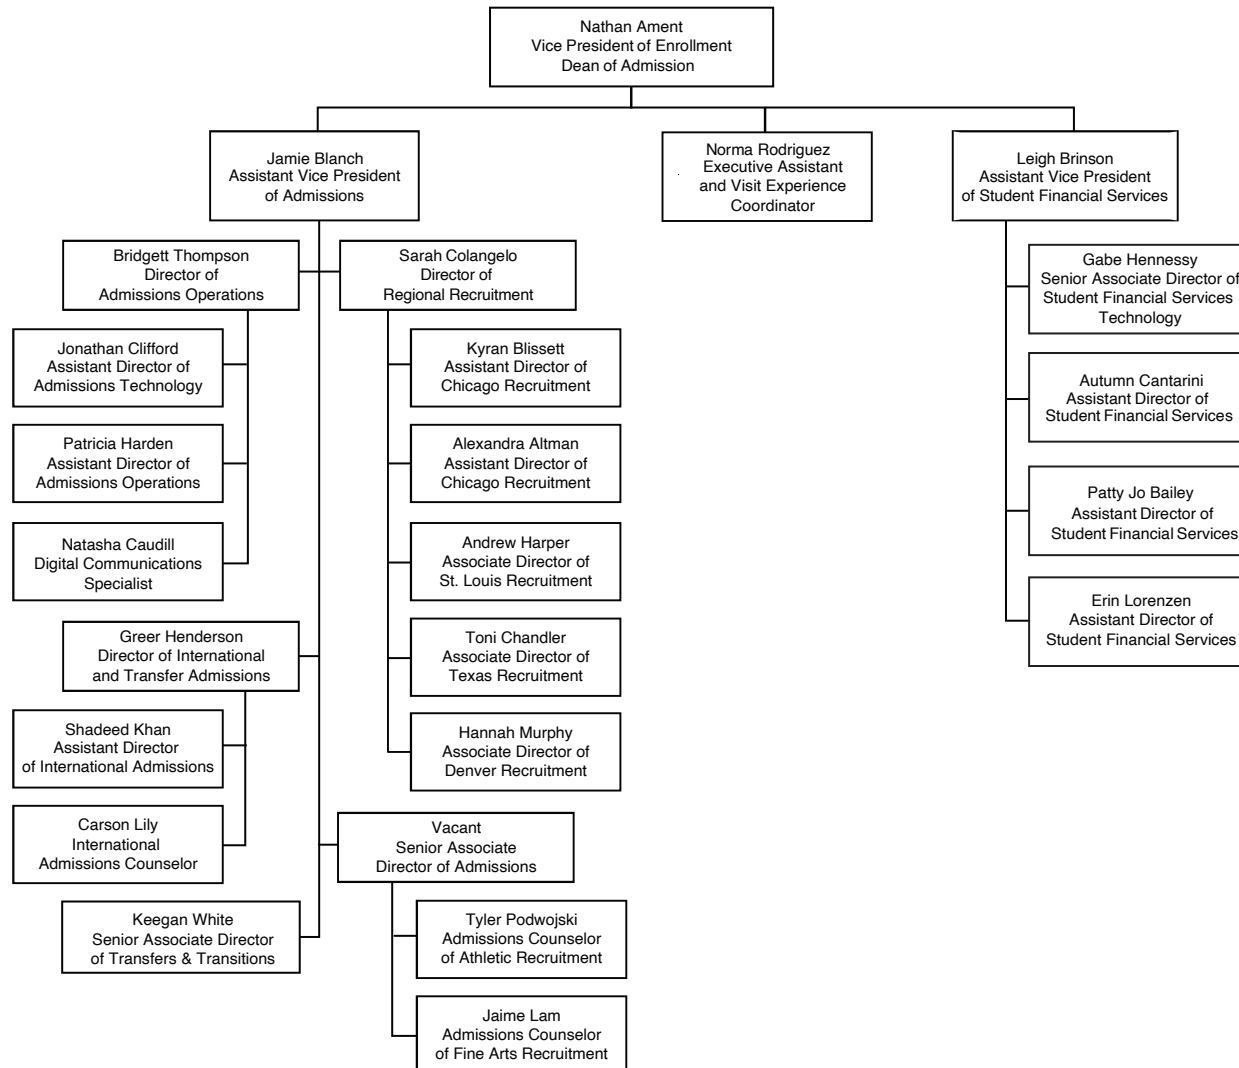 Nathan Ament
Vice President of Enrollment
Dean of Admission
Jamie Blanch
Assistant Vice President
of Admissions
Norma Rodriguez
Executive Assistant
and Visit Experience
Coordinator
Leigh Brinson
Assistant Vice President
of Student Financial Services
Bridgett Thompson
Director of
Admissions Operations
Sarah Colangelo
Director of
Regional Recruitment
Gabe Hennessy
Senior Associate Director of
Student Financial Services
Technology
Jonathan Clifford
Assistant Director of
Admissions Technology
Kyran Blissett
Assistant Director of
Chicago Recruitment
Autumn Cantarini
Assistant Director of
Student Financial Services
Patricia Harden
Assistant Director of
Admissions Operations
Alexandra Altman
Assistant Director of
Chicago Recruitment
Patty Jo Bailey
Assistant Director of
Student Financial Services
Natasha Caudill
Digital Communications
Specialist
Andrew Harper
Associate Director of
St. Louis Recruitment
Erin Lorenzen
Assistant Director of
Student Financial Services
Greer Henderson
Director of International
and Transfer Admissions
Toni Chandler
Associate Director of
Texas Recruitment
Shadeed Khan
Assistant Director
of International Admissions
Hannah Murphy
Associate Director of
Denver Recruitment
Carson Lily
International
Admissions Counselor
Vacant
Senior Associate
Director of Admissions
Keegan White
Senior Associate Director
of Transfers & Transitions
Tyler Podwojski
Admissions Counselor
of Athletic Recruitment
Jaime Lam
Admissions Counselor
of Fine Arts Recruitment